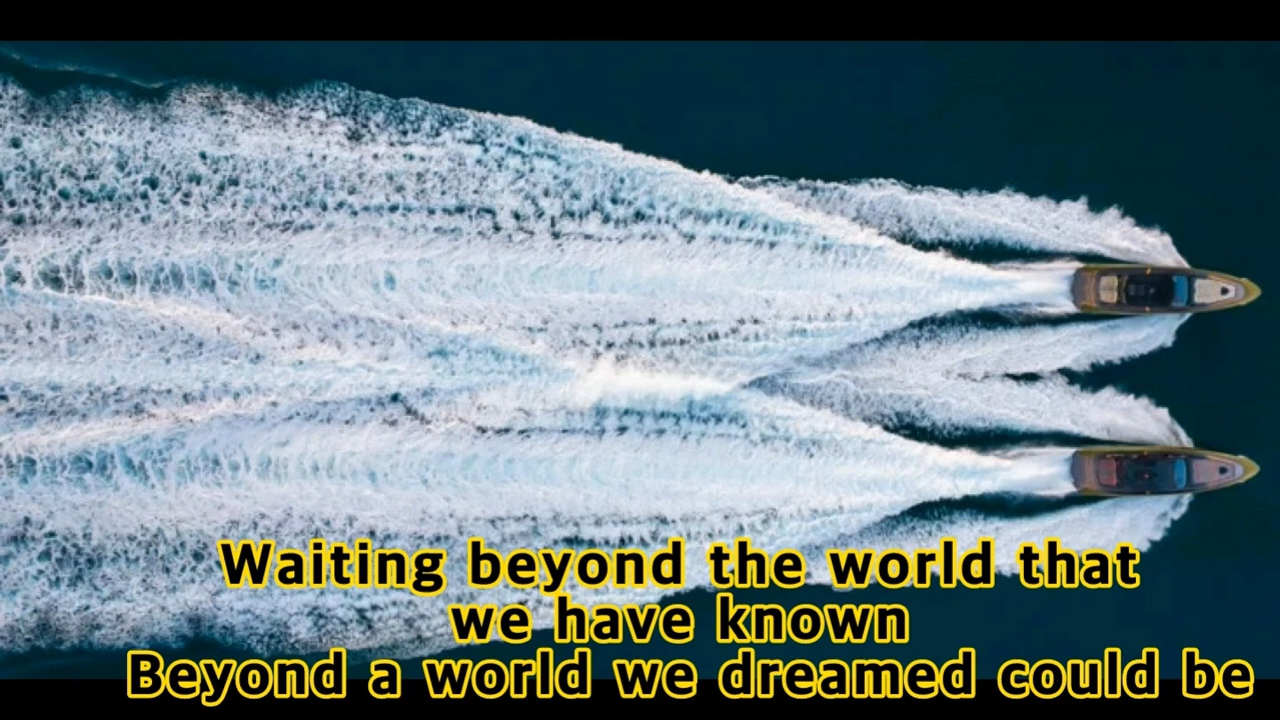 Waiting beyond the world that
we have known
Beyond a world we dreamed could be